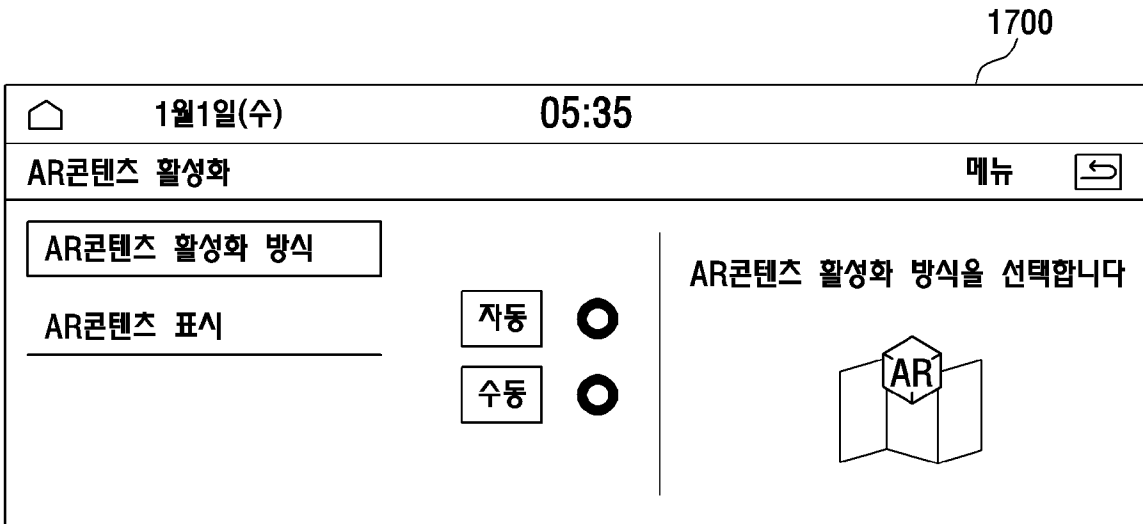 1700
1월1일(수) 05:35
AR콘텐츠 활성화 메뉴
AR콘텐츠 활성화 방식
AR콘텐츠 표시
자동
수동
AR콘텐츠 활성화 방식을 선택합니다
AR